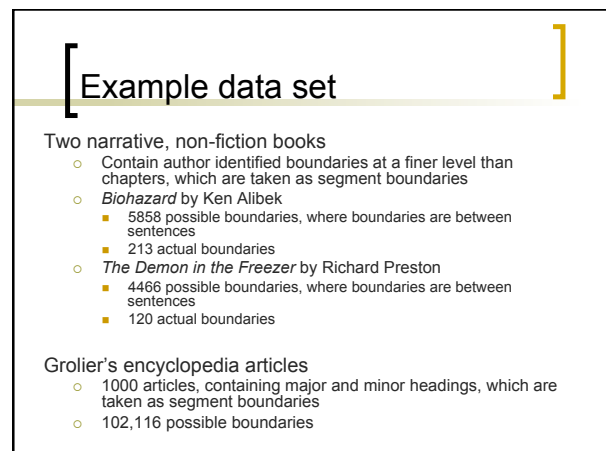 Example data set
Two narrative, non-fiction books
Contain author identified boundaries at a finer level than
chapters, which are taken as segment boundaries
Biohazard by Ken Alibek
5858 possible boundaries, where boundaries are between
sentences
213 actual boundaries
The Demon in the Freezer by Richard Preston
4466 possible boundaries, where boundaries are between
sentences
120 actual boundaries
Grolier’s encyclopedia articles
1000 articles, containing major and minor headings, which are
taken as segment boundaries
102,116 possible boundaries